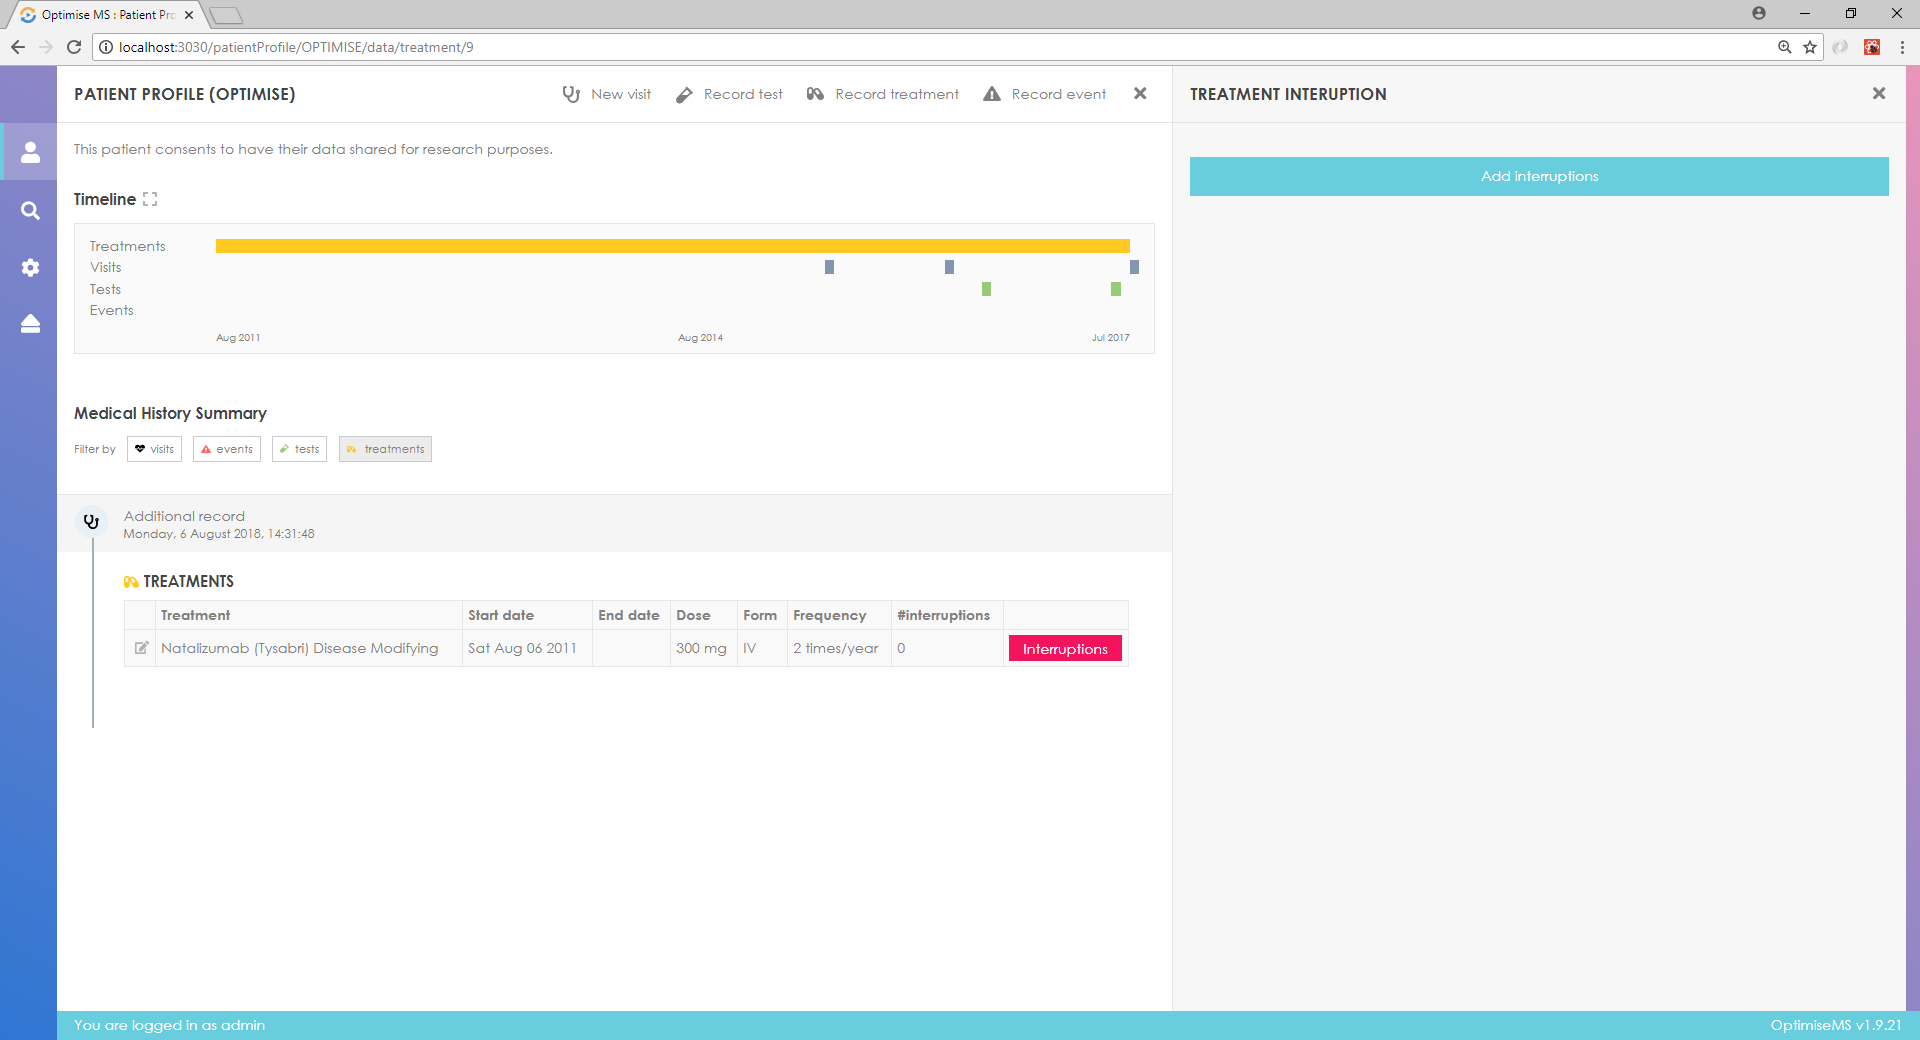 Optimise MS : Patient Pro
localhost:3030/patientProfile/OPTIMISE/data/treatment/9
PATIENT PROFILE (OPTIMISE)
New visit
Record test
Record treatment
Record event
TREATMENT INTERUPTION
This patient consents to have their data shared for research purposes.
Add interruptions
Timeline
Treatments
Visits
Tests
Events
Aug 2011
Aug 2014
Jul 2017
Medical History Summary
Filter by visits events tests treatments
Additional record
Monday, 6 August 2018, 14:31:48
TREATMENTS
Treatment Start date End date Dose Form Frequency #interruptions
Natalizumab (Tysabri) Disease Modifying Sat Aug 06 2011 300 mg IV 2 times/year 0 Interruptions
You are logged in as admin
OptimiseMS v1.9.21